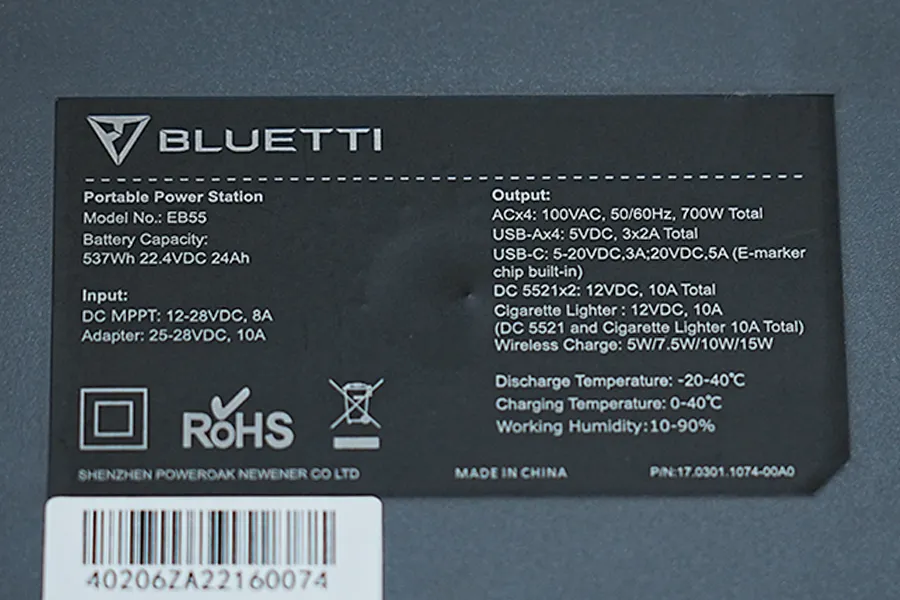 BLUETTI
Portable Power Station
Model No.: EB55
Battery Capacity:
537Wh 22.4VDC 24Ah
Input:
DC MPPT: 12-28VDC, 8A
Adapter: 25-28VDC, 10A
Output:
ACx4: 100VAC, 50/60Hz, 700W Total
USB-Ax4: 5VDC, 3x2A Total
USB-C: 5-20VDC,3A;20VDC,5A (E-marker
chip built-in)
DC 5521x2: 12VDC, 10A Total
Cigarette Lighter : 12VDC, 10A
(DC 5521 and Cigarette Lighter 10A Total)
Wireless Charge: 5W/7.5W/10W/15W
Discharge Temperature: -20-40℃
Charging Temperature: 0-40℃
Working Humidity:10-90%
RoHS
SHENZHEN POWEROAK NEWENER CO LTD
MADE IN CHINA
P/N:17.0301.1074-00A0
40206ZA22160074